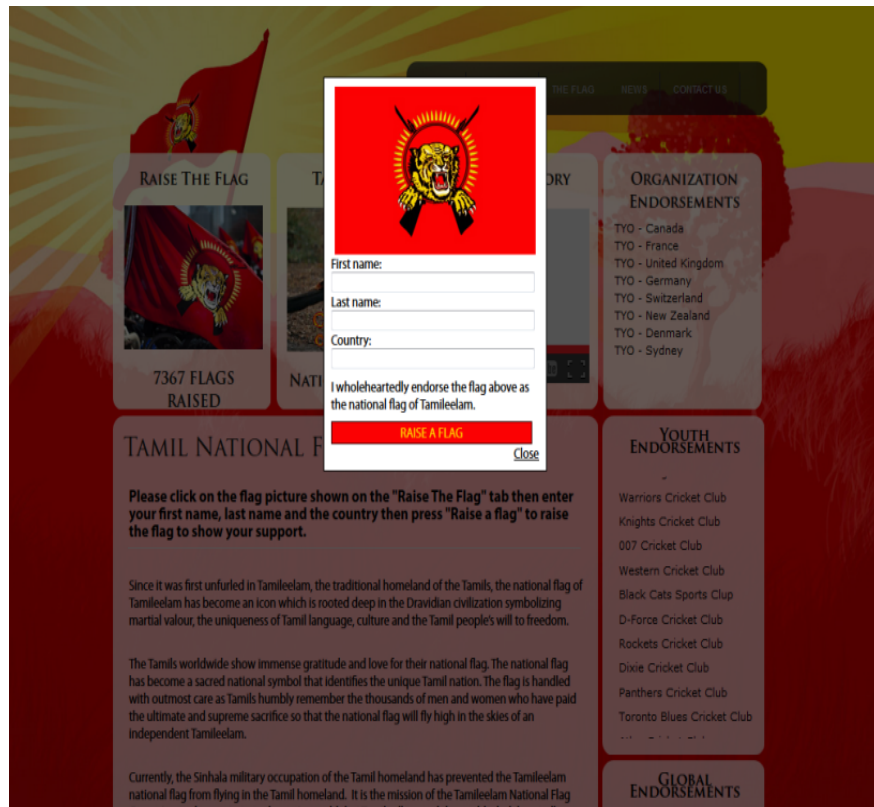 THE FLAG
NEWS
CONTACT US
RAISE THE FLAG
7367 FLAGS
RAISED
ORGANIZATION
ENDORSEMENTS
TYO - Canada
TYO - France
TYO - United Kingdom
TYO - Germany
TYO - Switzerland
TYO - New Zealand
TYO - Denmark
TYO - Sydney
First name:
Last name:
Country:
I wholeheartedly endorse the flag above as
the national flag of Tamileelam.
RAISE A FLAG
Close
TAMIL NATIONAL
Please click on the flag picture shown on the "Raise The Flag" tab then enter
your first name, last name and the country then press "Raise a flag" to raise
the flag to show your support.
Since it was first unfurled in Tamileelam, the traditional homeland of the Tamils, the national flag of
Tamileelam has become an icon which is rooted deep in the Dravidian civilization symbolizing
martial valour, the uniqueness of Tamil language, culture and the Tamil people's will to freedom.
The Tamils worldwide show immense gratitude and love for their national flag. The national flag
has become a sacred national symbol that identifies the unique Tamil nation. The flag is handled
with outmost care as Tamils humbly remember the thousands of men and women who have paid
the ultimate and supreme sacrifice so that the national flag will fly high in the skies of an
independent Tamileelam.
Currently, the Sinhala military occupation of the Tamil homeland has prevented the Tamileelam
national flag from flying in the Tamil homeland. It is the mission of the Tamileelam National Flag
YOUTH
ENDORSEMENTS
Warriors Cricket Club
Knights Cricket Club
007 Cricket Club
Western Cricket Club
Black Cats Sports Clup
D-Force Cricket Club
Rockets Cricket Club
Dixie Cricket Club
Panthers Cricket Club
Toronto Blues Cricket Club
GLOBAL
ENDORSEMENTS